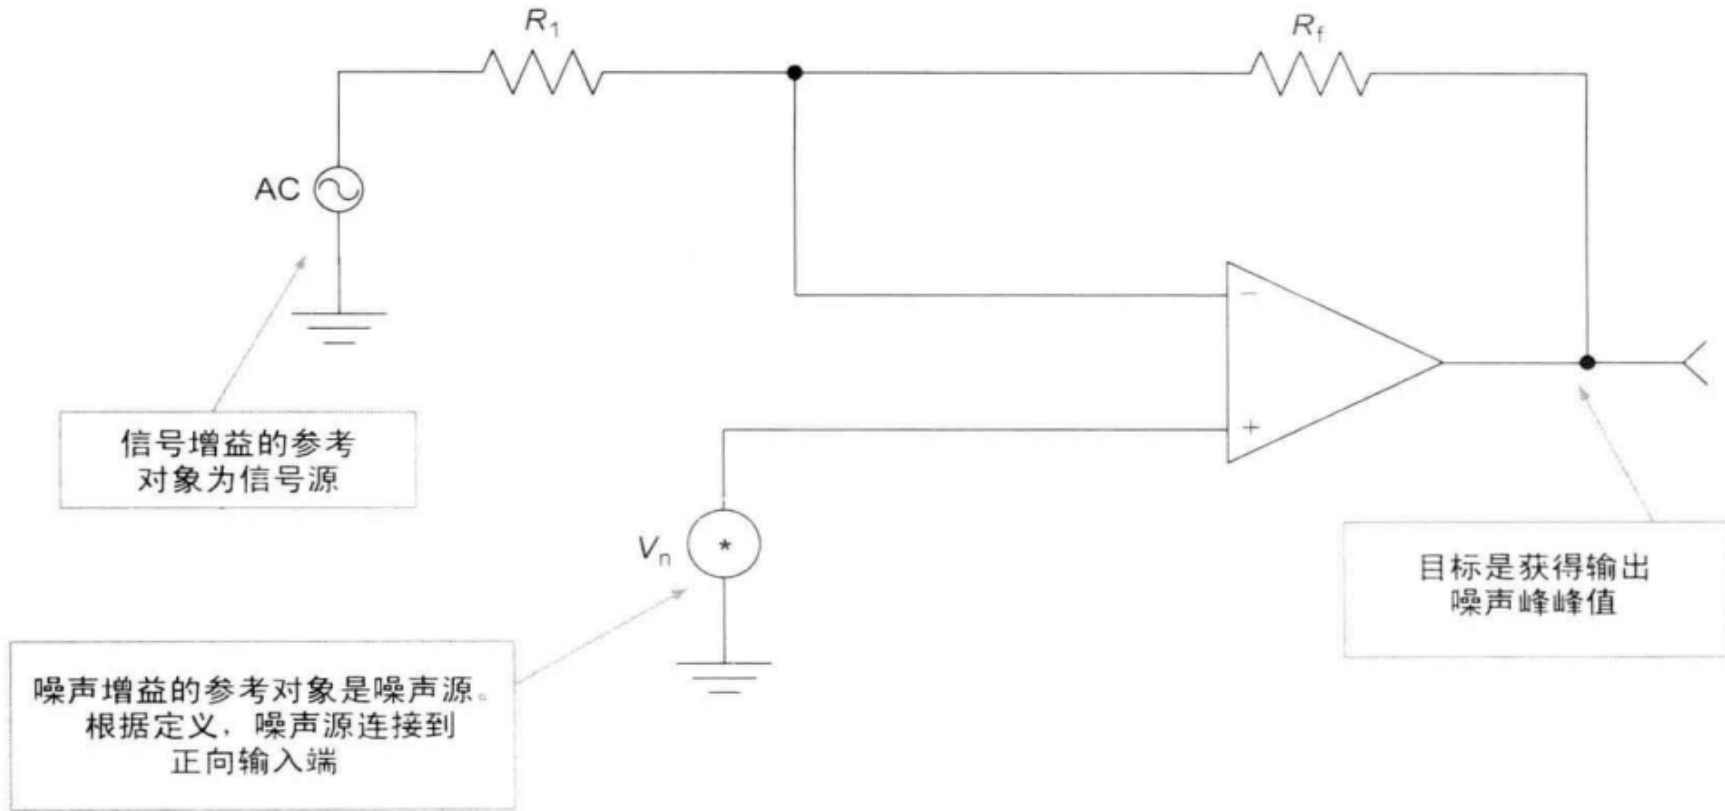 R₁
R_f
AC
−
+
信号增益的参考
对象为信号源
Vₙ
*
目标是获得输出
噪声峰峰值
噪声增益的参考对象是噪声源。
根据定义，噪声源连接到
正向输入端